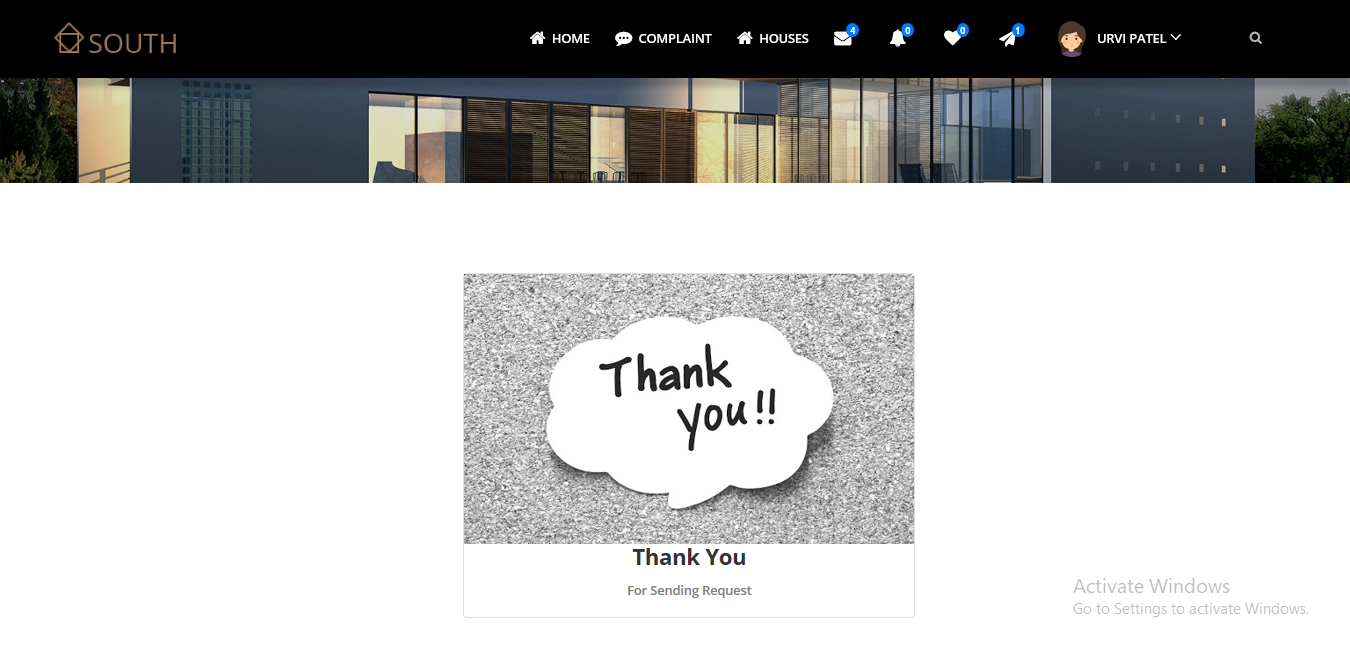 SOUTH
HOME
COMPLAINT
HOUSES
4
0
0
1
URVI PATEL
Thank
you!!
Thank You
For Sending Request
Activate Windows
Go to Settings to activate Windows.